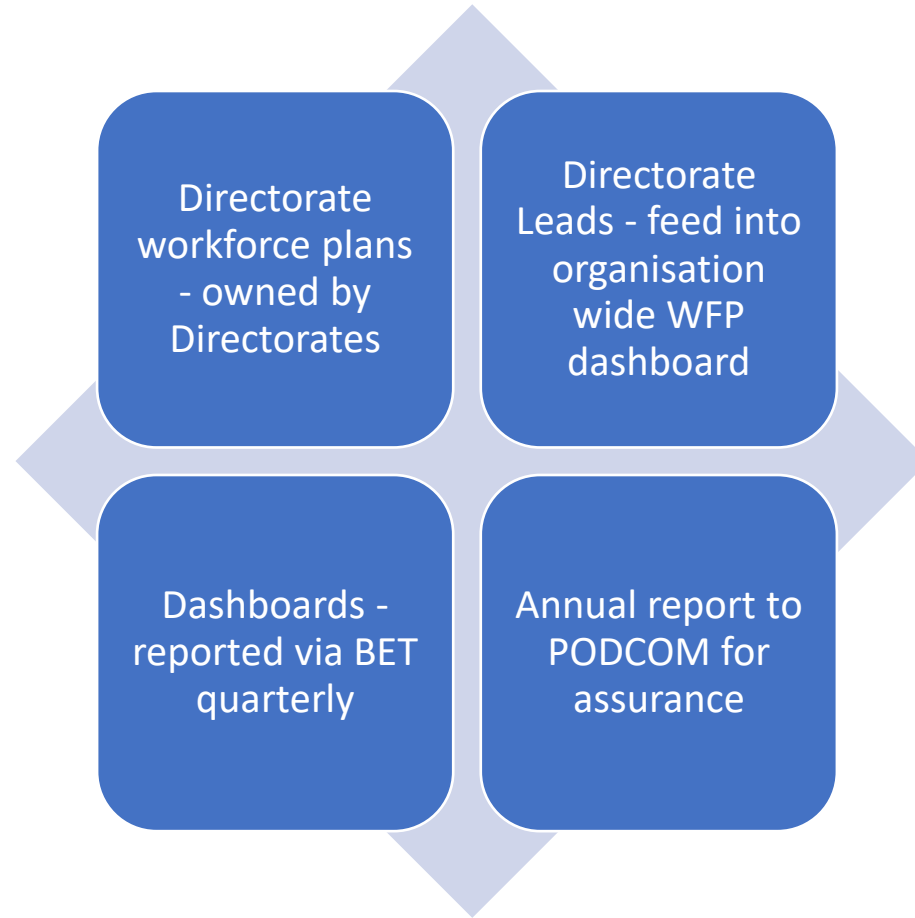 Directorate
workforce plans
- owned by
Directorates
Directorate
Leads - feed into
organisation
wide WFP
dashboard
Dashboards -
reported via BET
quarterly
Annual report to
PODCOM for
assurance